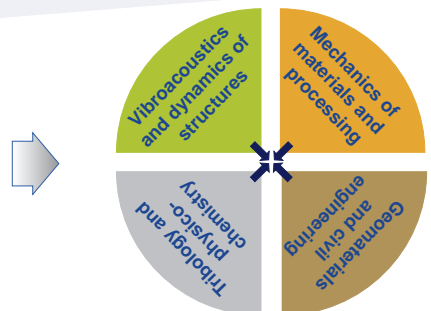 Vibroacoustics
and dynamics of
structures
Mechanics of
materials and
processing
Tribology and
physico-
chemistry
Geomaterials
and civil
engineering